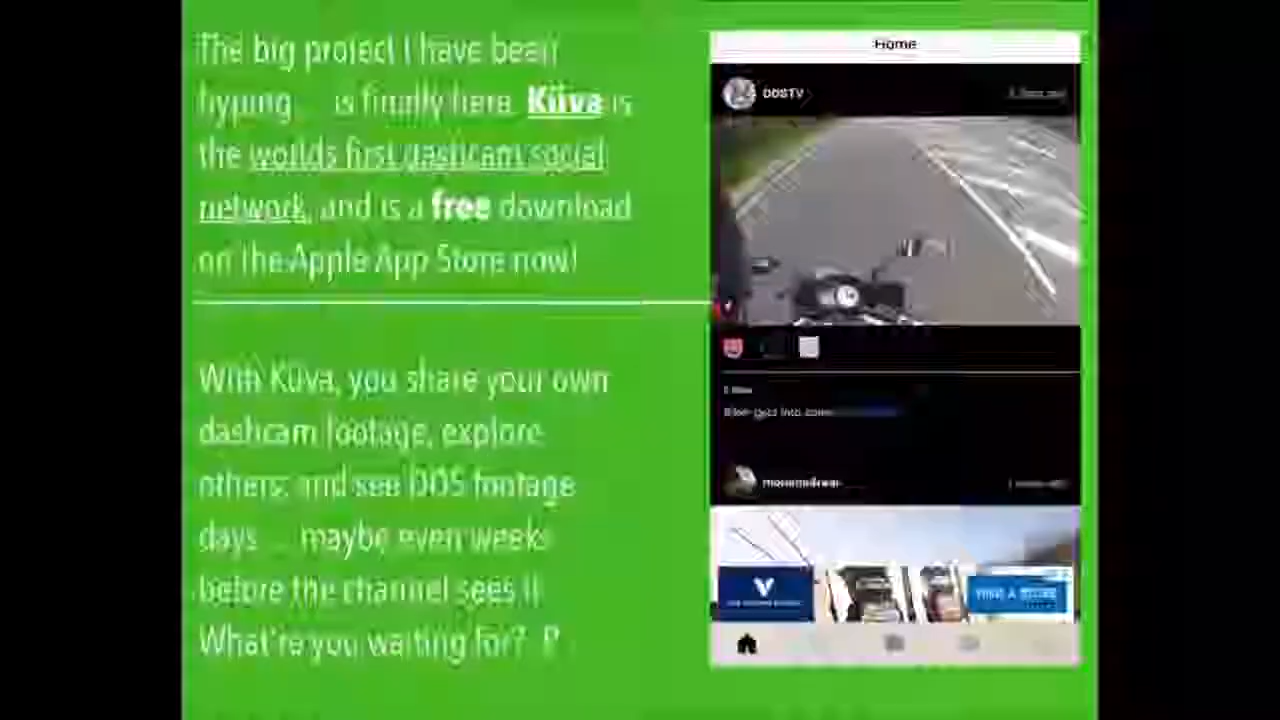 The big project I have been
hyping ... is finally here. Kiiva is
the worlds first dashcam social
network, and is a free download
on the Apple App Store now!
With Kiiva, you share your own
dashcam footage, explore
others, and see DDS footage
days ... maybe even weeks
before the channel sees it.
What're you waiting for? :P
Home
DDSTV
Biker gets into